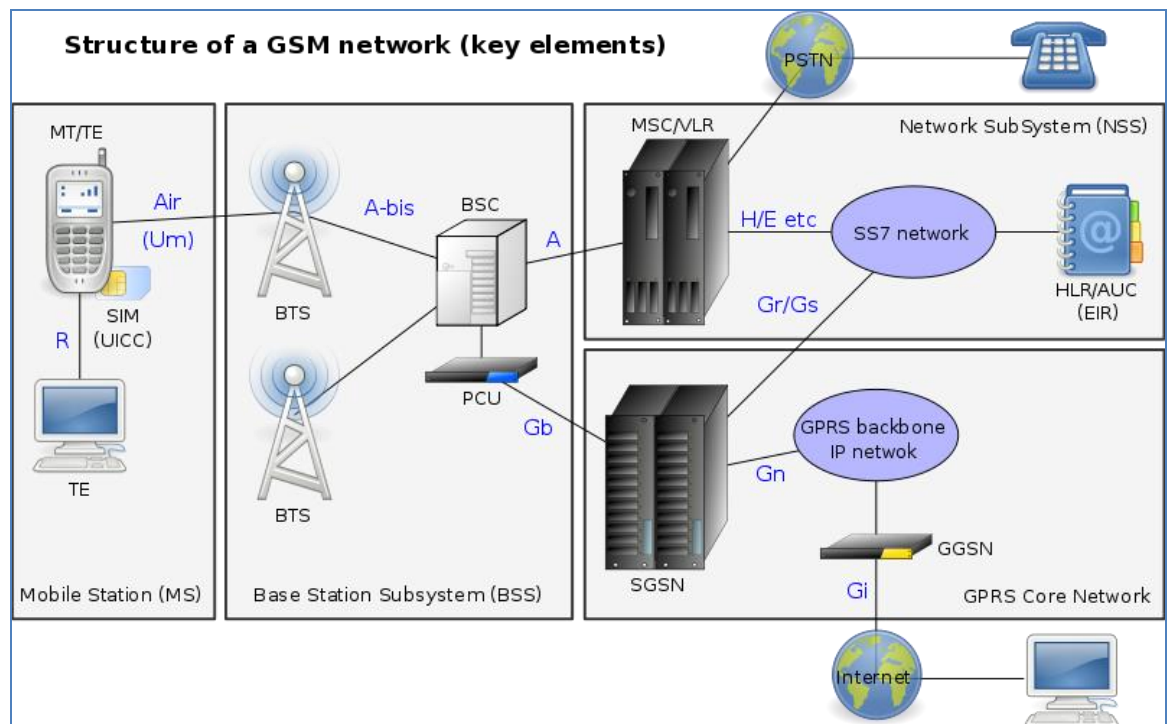 Structure of a GSM network (key elements)
PSTN
MT/TE
Air
(Um)
SIM
(UICC)
R
TE
Mobile Station (MS)
BTS
A-bis
BSC
BTS
PCU
Gb
A
Base Station Subsystem (BSS)
MSC/VLR
Network SubSystem (NSS)
H/E etc
SS7 network
HLR/AUC
(EIR)
Gr/Gs
SGSN
Gn
GPRS backbone
IP netwok
GGSN
Gi
GPRS Core Network
Internet